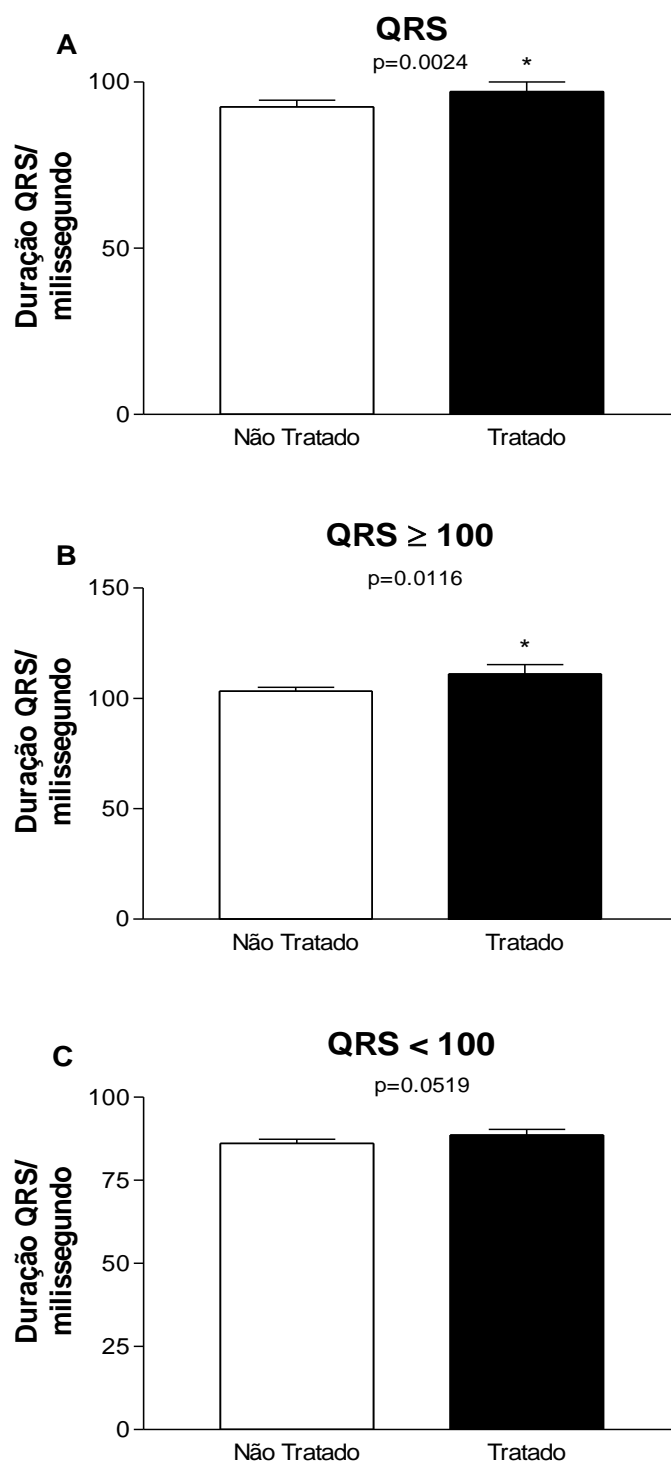 A
QRS
p=0.0024
*
100
50
0
Duração QRS/
milissegundo
Não Tratado
Tratado
B
QRS ≥ 100
p=0.0116
*
150
100
50
0
Duração QRS/
milissegundo
Não Tratado
Tratado
C
QRS < 100
p=0.0519
100
75
50
25
0
Duração QRS/
milissegundo
Não Tratado
Tratado